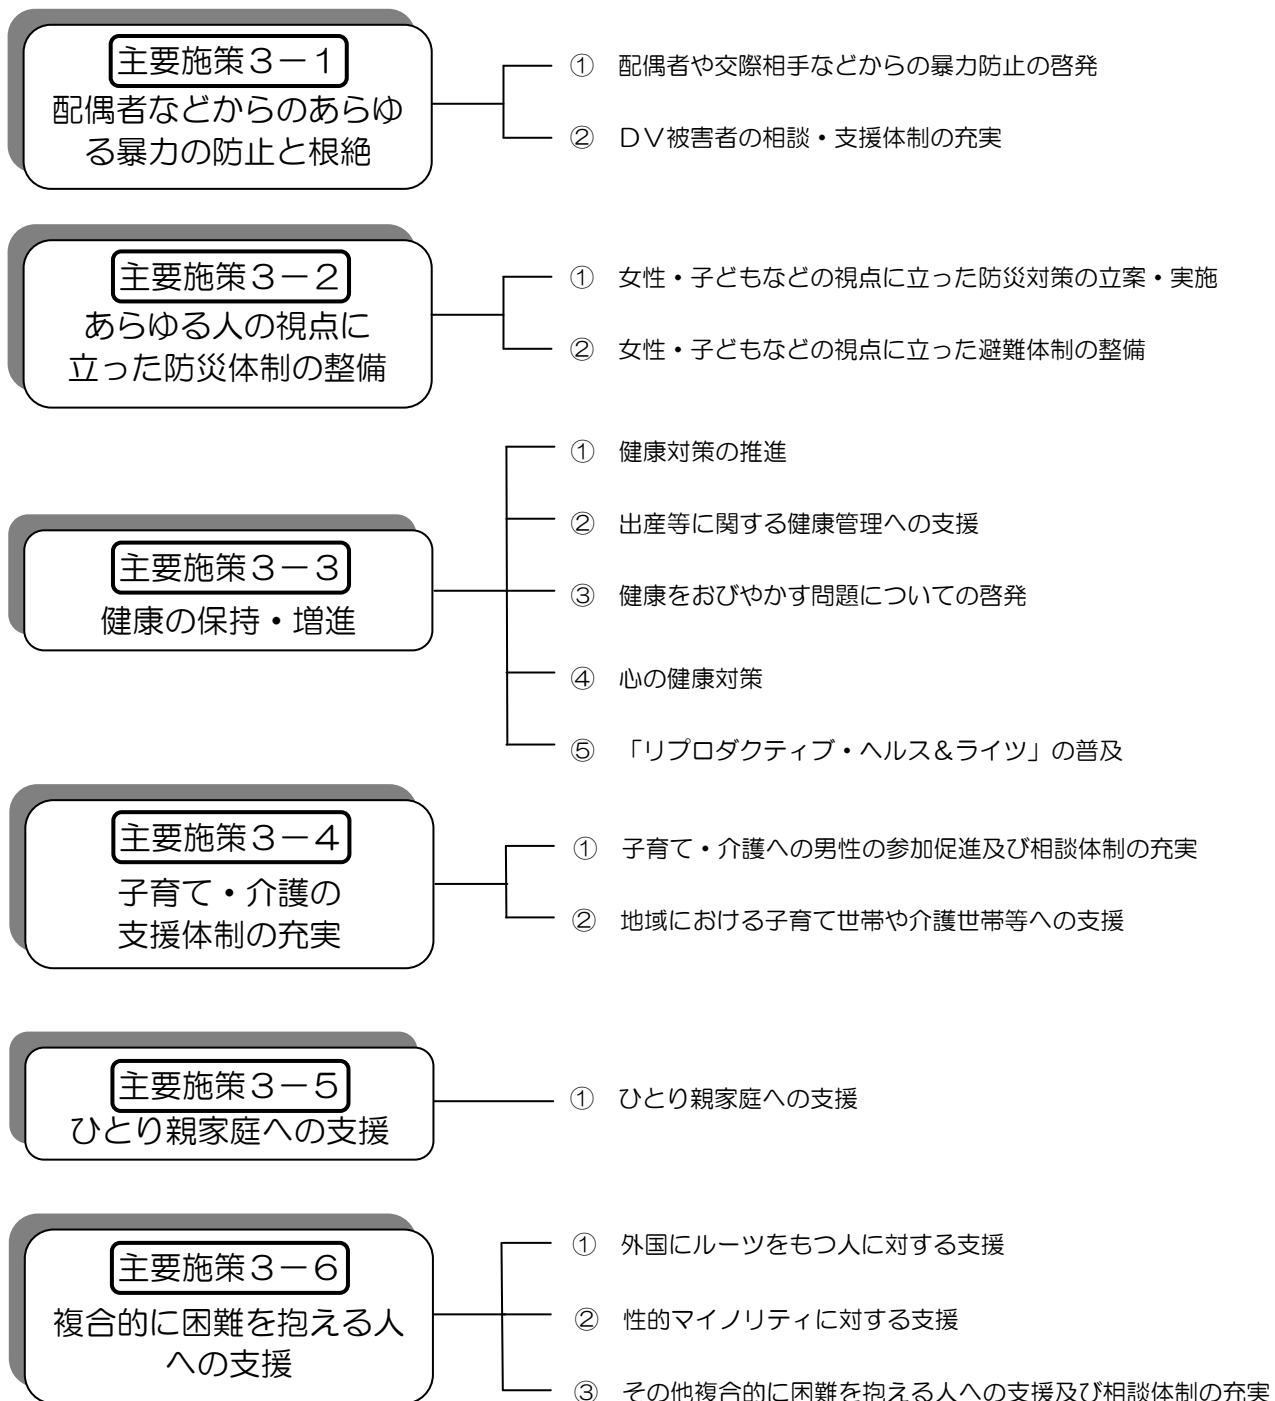 主要施策３－１
配偶者などからのあらゆ
る暴力の防止と根絶
① 配偶者や交際相手などからの暴力防止の啓発
② ＤＶ被害者の相談・支援体制の充実
主要施策３－２
あらゆる人の視点に
立った防災体制の整備
① 女性・子どもなどの視点に立った防災対策の立案・実施
② 女性・子どもなどの視点に立った避難体制の整備
主要施策３－３
健康の保持・増進
① 健康対策の推進
② 出産等に関する健康管理への支援
③ 健康をおびやかす問題についての啓発
④ 心の健康対策
⑤ 「リプロダクティブ・ヘルス＆ライツ」の普及
主要施策３－４
子育て・介護の
支援体制の充実
① 子育て・介護への男性の参加促進及び相談体制の充実
② 地域における子育て世帯や介護世帯等への支援
主要施策３－５
ひとり親家庭への支援
① ひとり親家庭への支援
主要施策３－６
複合的に困難を抱える人
への支援
① 外国にルーツをもつ人に対する支援
② 性的マイノリティに対する支援
③ その他複合的に困難を抱える人への支援及び相談体制の充実